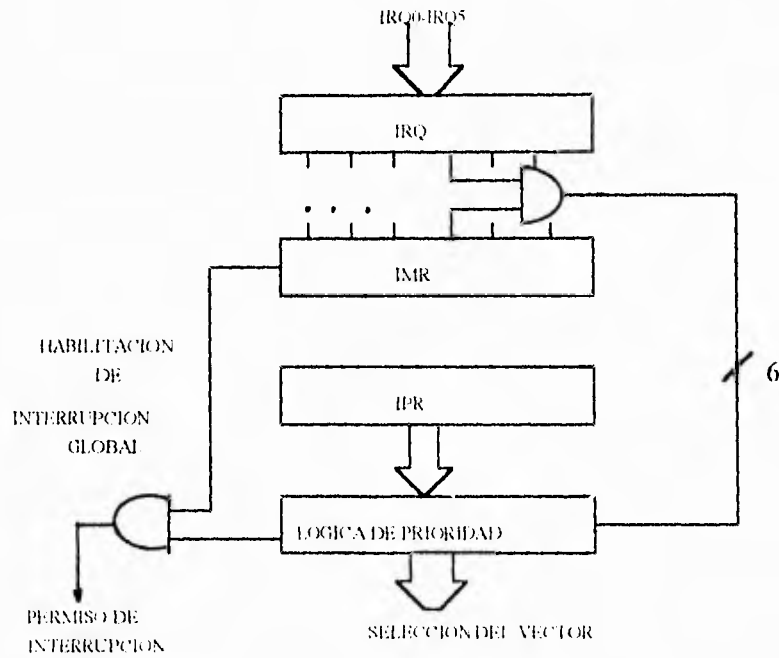 IRQ0-IRQ5
IRQ
. . .
IMR
HABILITACION
DE
INTERRUPCION
GLOBAL
6
IPR
LOGICA DE PRIORIDAD
PERMISO DE
INTERRUPCION
SELECCION DEL VECTOR